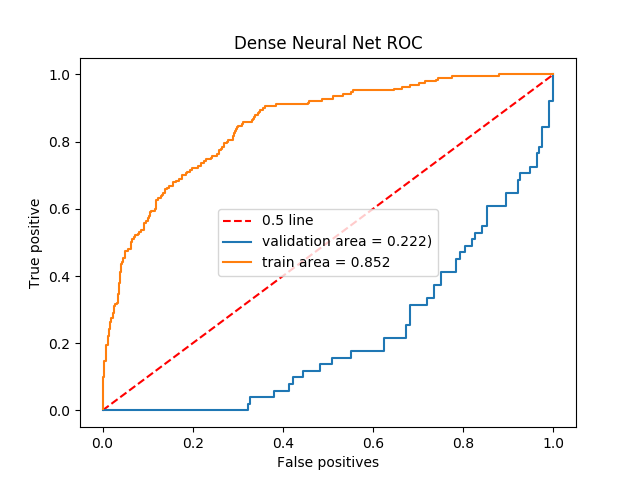 Dense Neural Net ROC
1.0
0.8
0.6
0.4
0.2
0.0
True positive
0.5 line
validation area = 0.222)
train area = 0.852
0.0 0.2 0.4 0.6 0.8 1.0
False positives